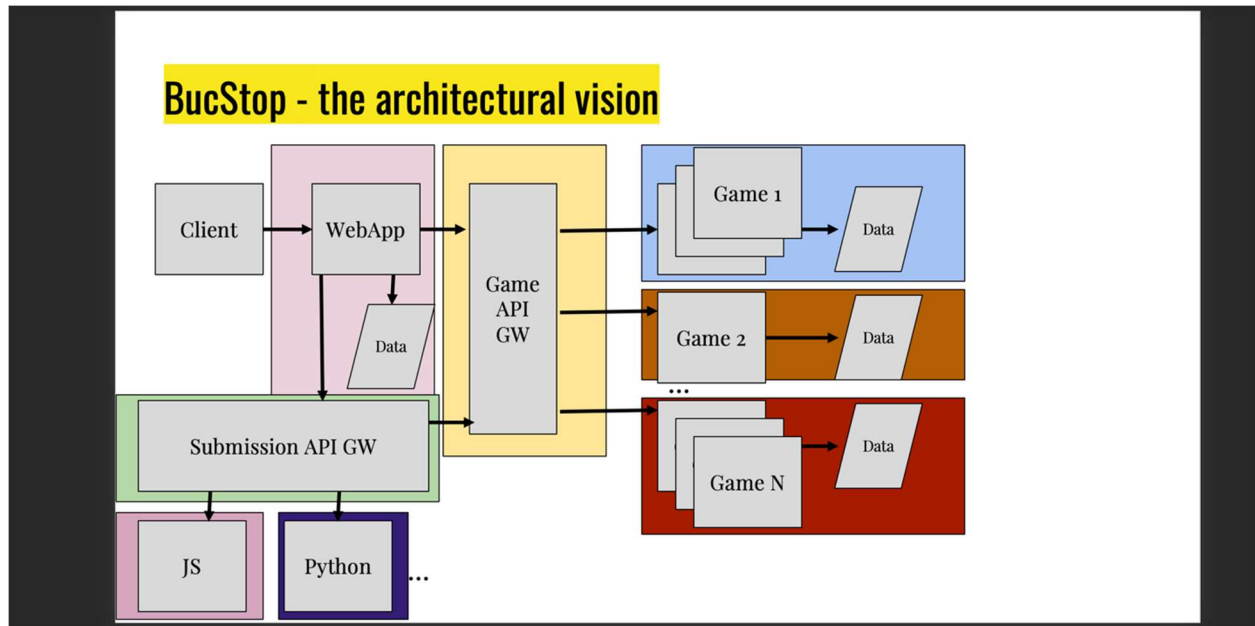 BucStop - the architectural vision
Client
WebApp
Data
Game
API
GW
Game 1
Data
Game 2
Data
...
Game N
Data
Submission API GW
JS
Python
...